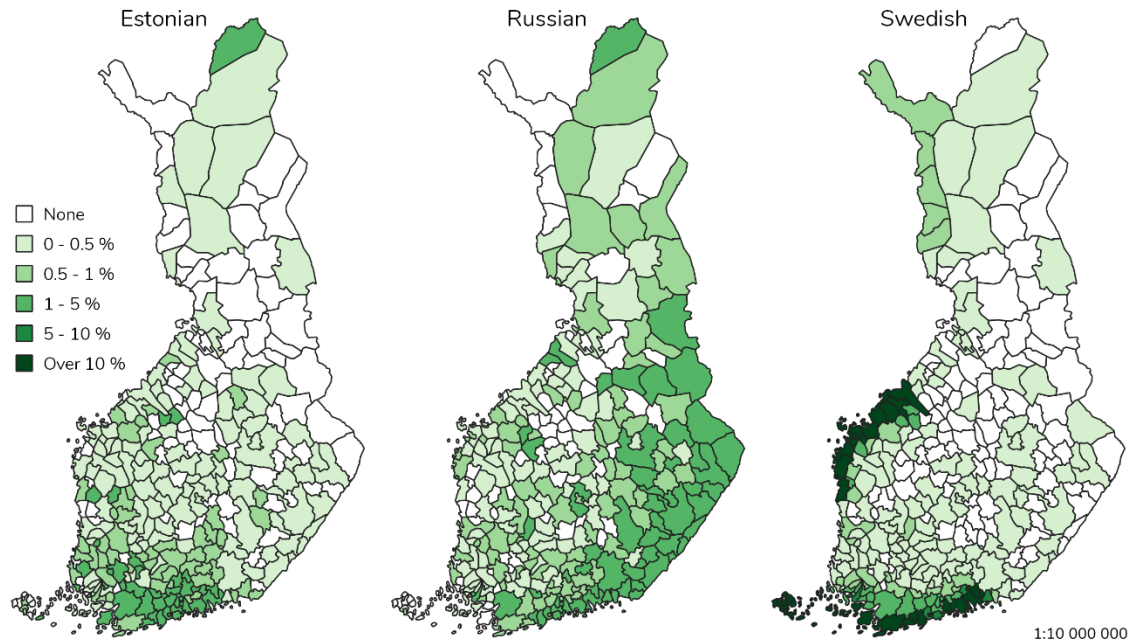 Estonian
Russian
Swedish
None
0 - 0.5 %
0.5 - 1 %
1 - 5 %
5 - 10 %
Over 10 %
1:10 000 000